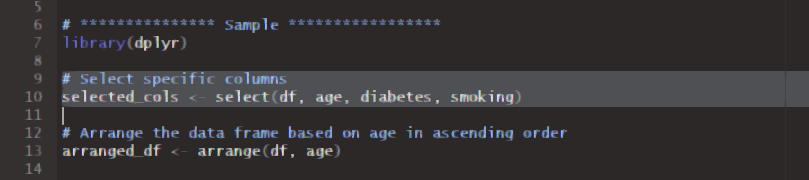 5
6 # *************** Sample *****************
7 library(dplyr)
8
9 # Select specific columns
10 selected_cols <- select(df, age, diabetes, smoking)
11
12 # Arrange the data frame based on age in ascending order
13 arranged_df <- arrange(df, age)
14